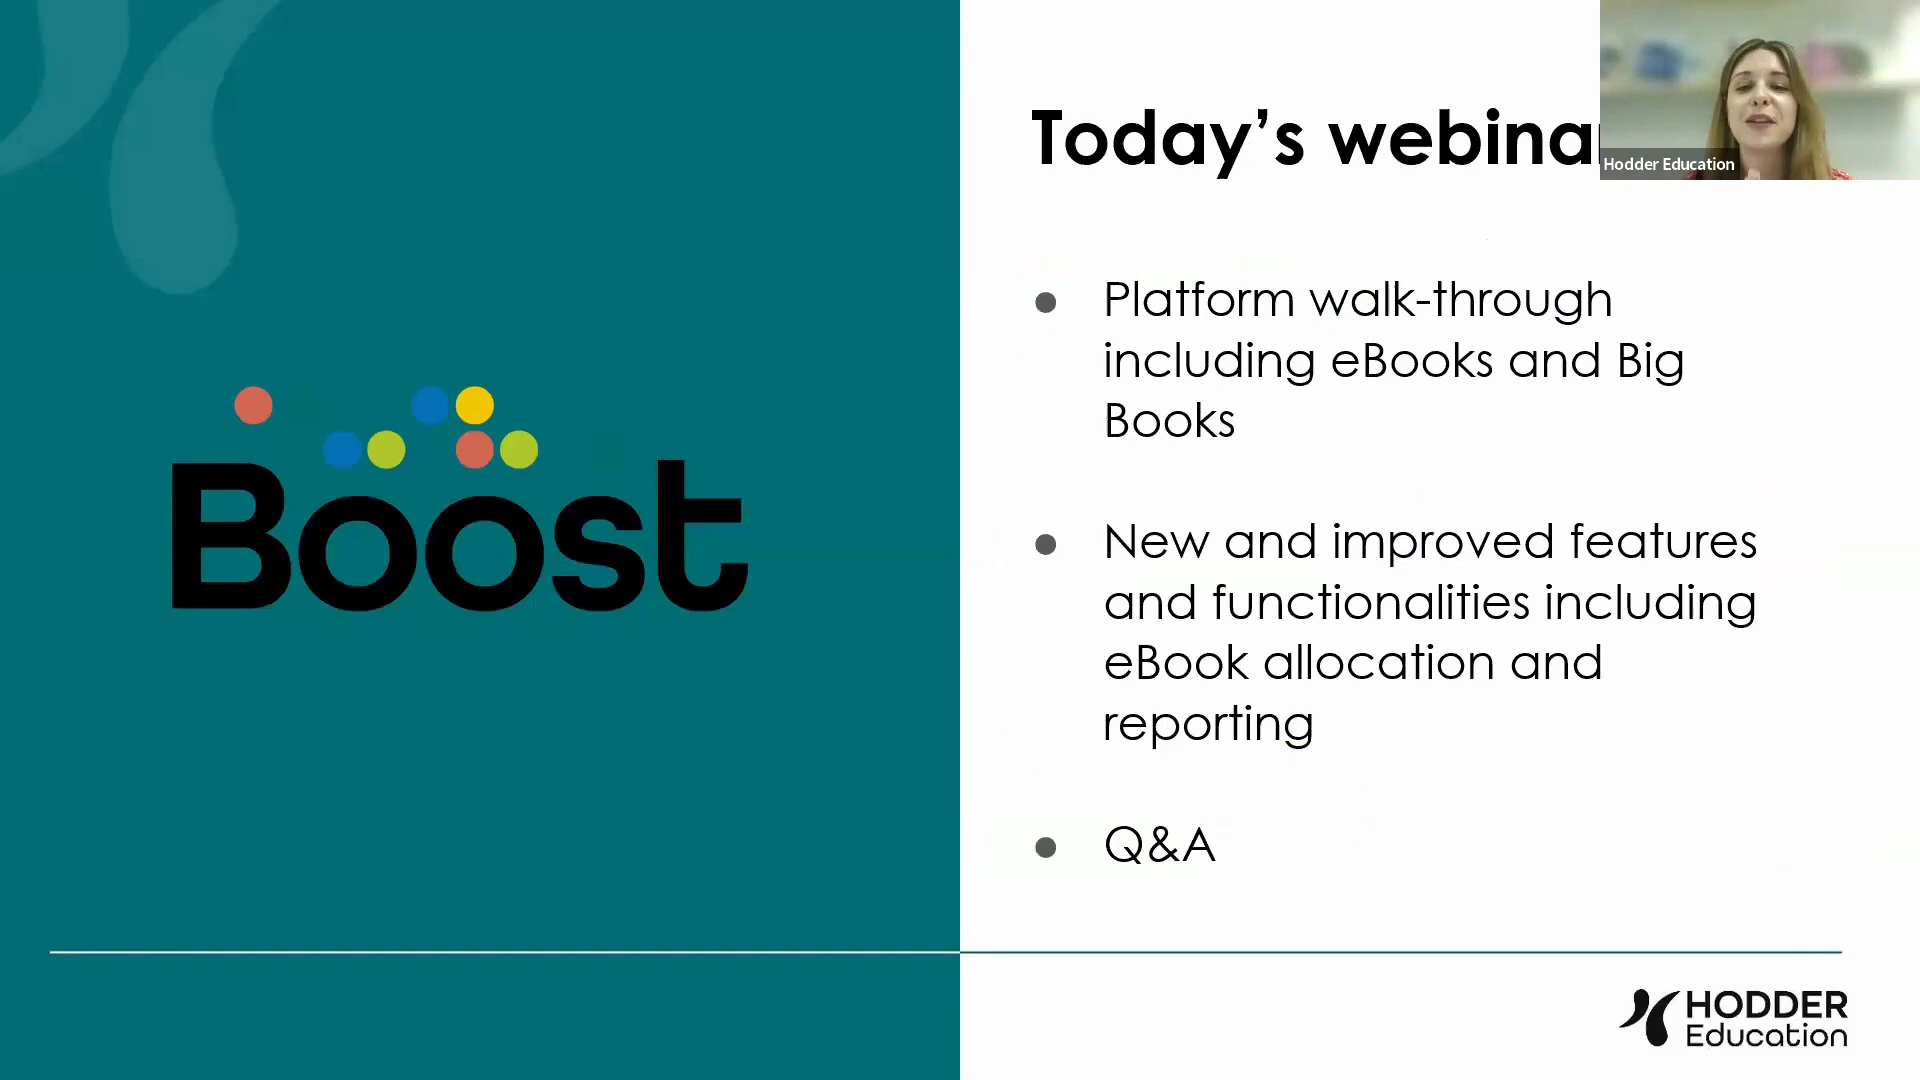 Today's webina
Hodder Education
Platform walk-through
including eBooks and Big
Books
New and improved features
and functionalities including
eBook allocation and
reporting
Q&A
Boost
HODDER
Education